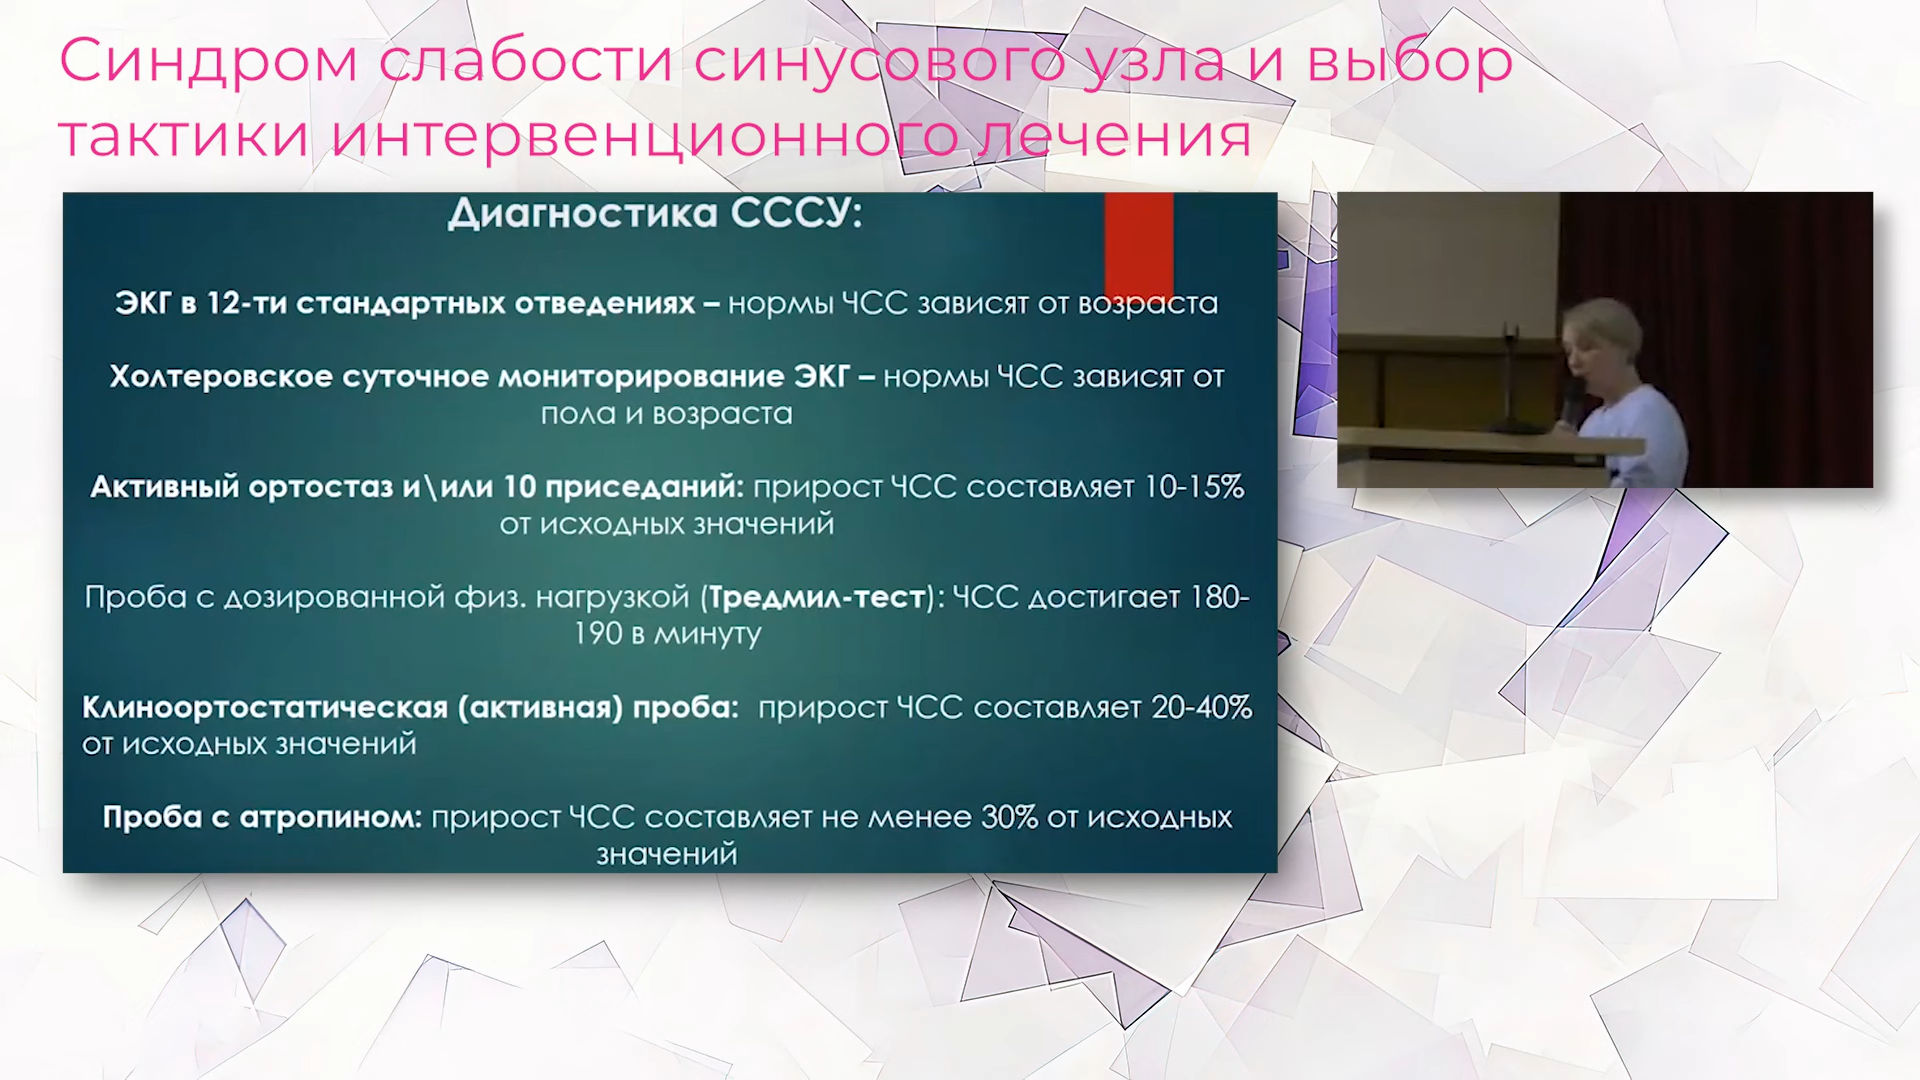 Синдром слабости синусового узла и выбор
тактики интервенционного лечения
Диагностика СССУ:
ЭКГ в 12-ти стандартных отведениях – нормы ЧСС зависят от возраста
Холтеровское суточное мониторирование ЭКГ – нормы ЧСС зависят от
пола и возраста
Активный ортостаз и\или 10 приседаний: прирост ЧСС составляет 10-15%
от исходных значений
Проба с дозированной физ. нагрузкой (Тредмил-тест): ЧСС достигает 180-
190 в минуту
Клиноортостатическая (активная) проба: прирост ЧСС составляет 20-40%
от исходных значений
Проба с атропином: прирост ЧСС составляет не менее 30% от исходных
значений